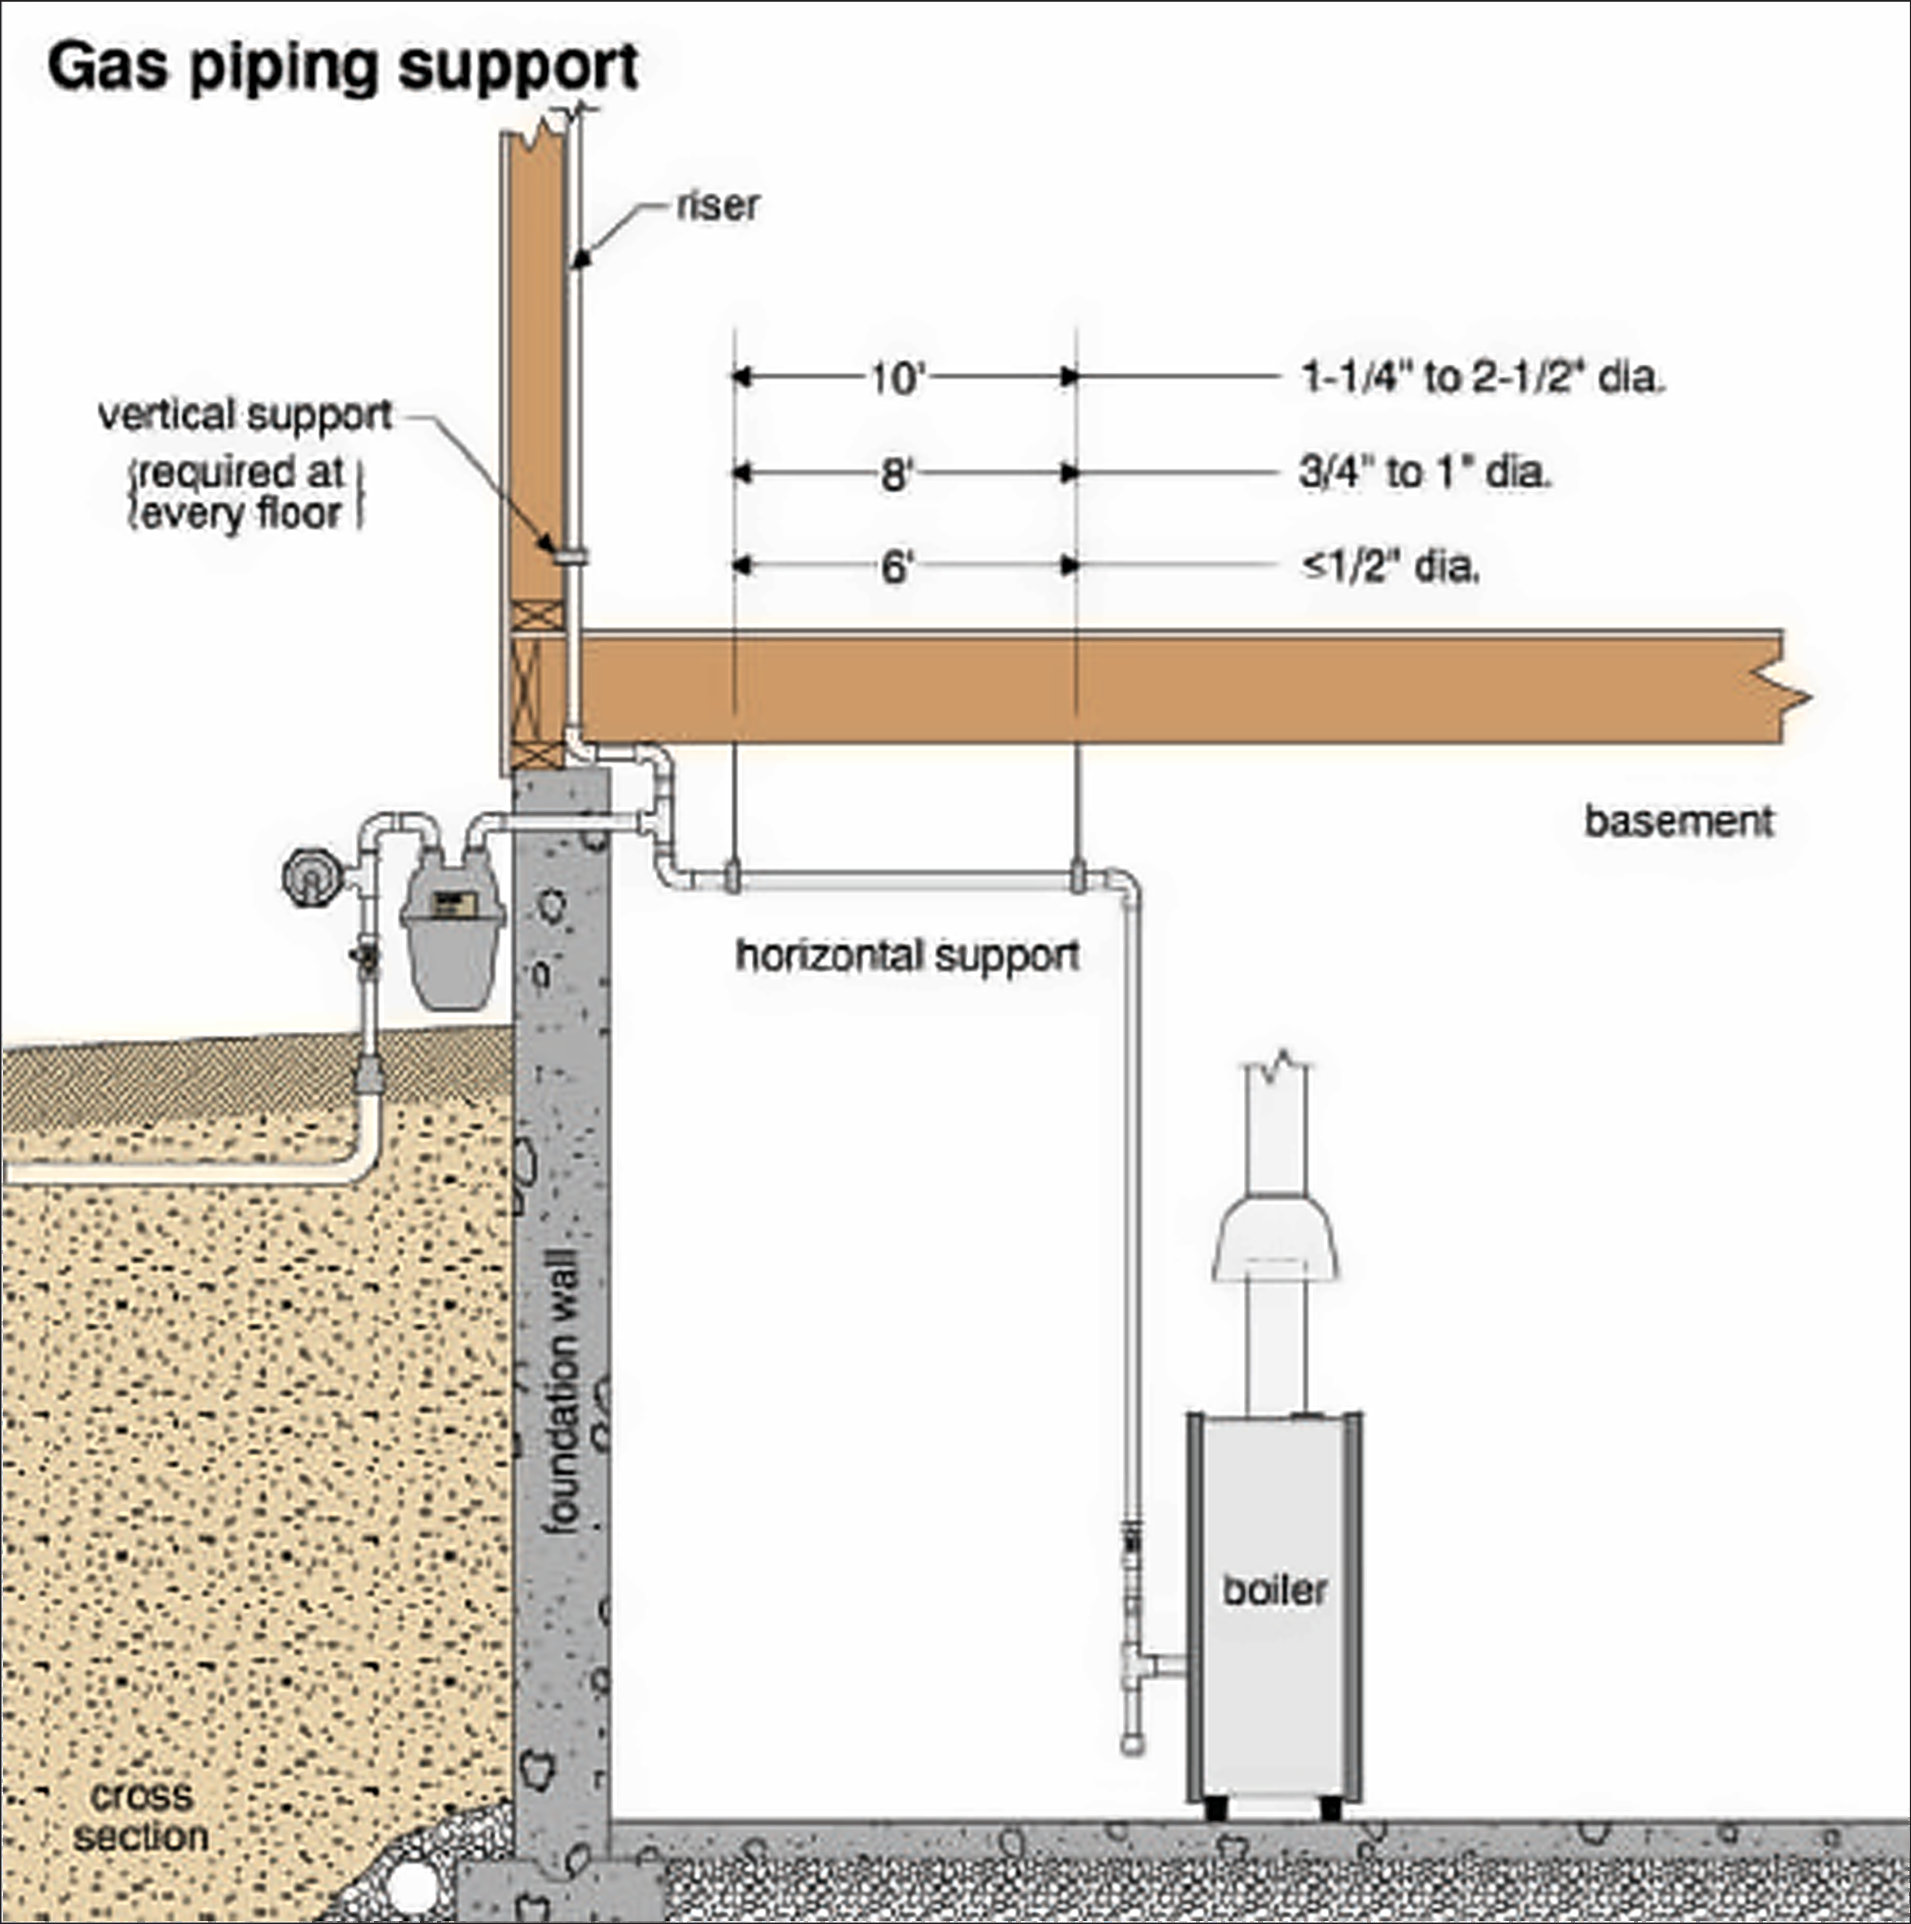 Gas piping support
riser
10'
1-1/4" to 2-1/2" dia.
vertical support
required at
every floor
8'
3/4" to 1" dia.
6'
≤1/2" dia.
basement
horizontal support
foundation wall
boiler
cross
section